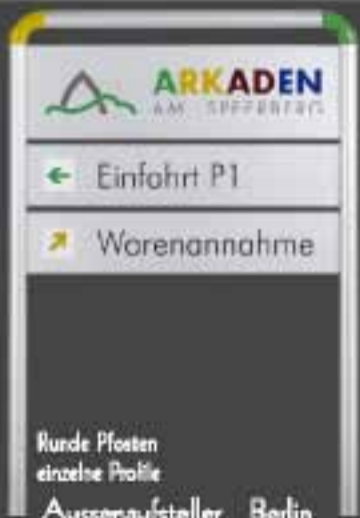 ARKADEN
AM
Einfahrt P1
Warenannahme
Runde Pfosten
einzelne Profile
Aussenaufsteller Berlin